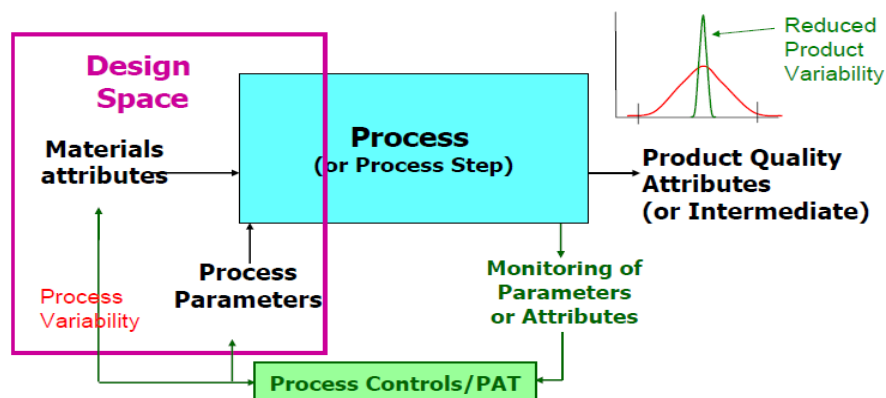 Reduced
Product
Variability
Design
Space
Process
(or Process Step)
Materials
attributes
Product Quality
Attributes
(or Intermediate)
Process
Parameters
Monitoring of
Parameters
or Attributes
Process
Variability
Process Controls/PAT